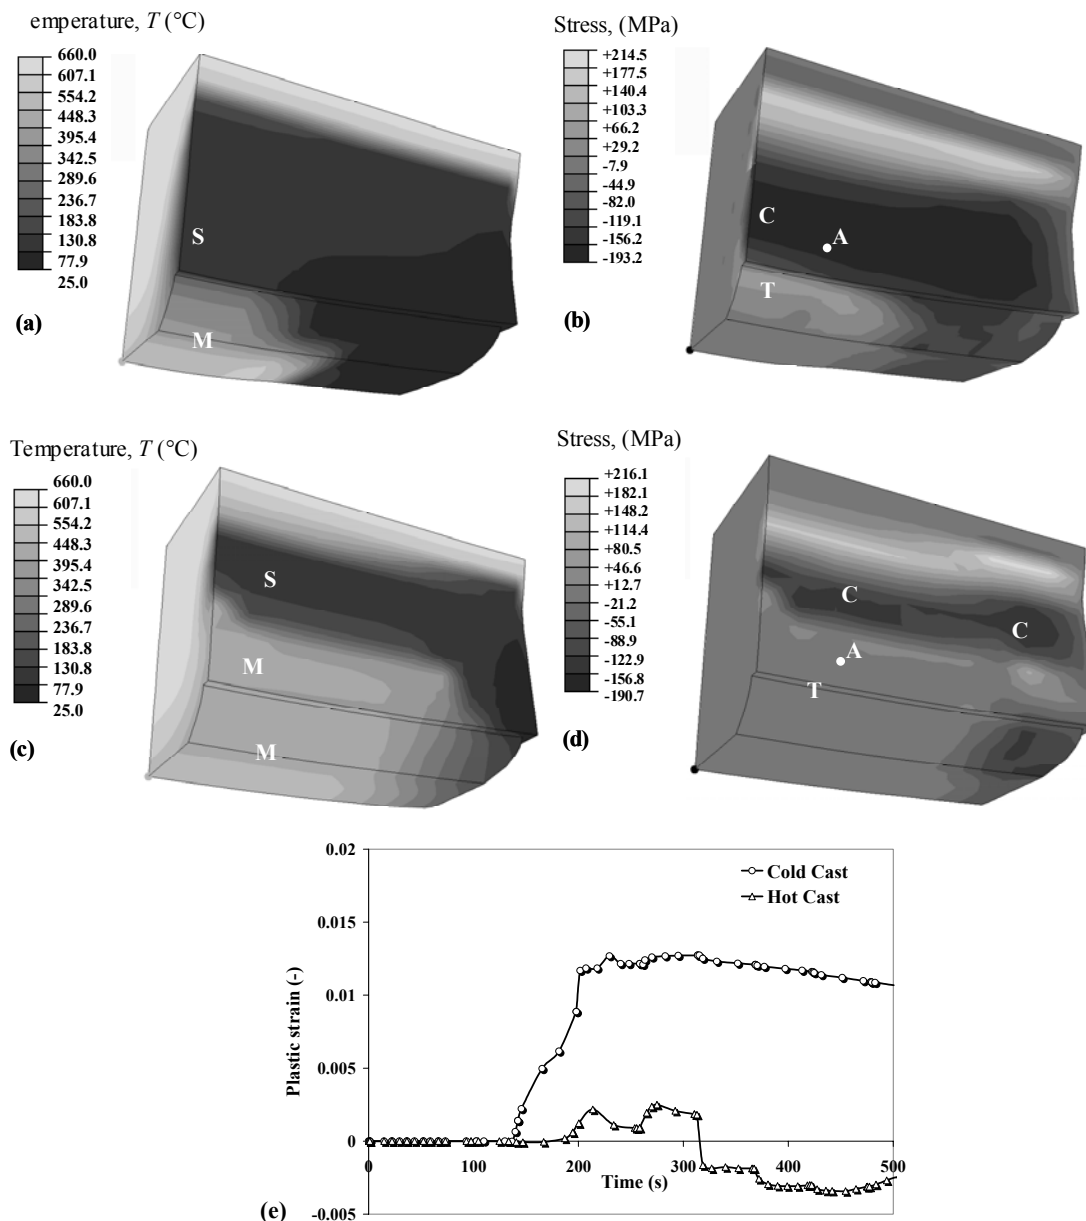 emperature, T (°C)
660.0
607.1
554.2
448.3
395.4
342.5
289.6
236.7
183.8
130.8
77.9
25.0
S
M
(a)
Stress, (MPa)
+214.5
+177.5
+140.4
+103.3
+66.2
+29.2
-7.9
-44.9
-82.0
-119.1
-156.2
-193.2
C
A
T
(b)
Temperature, T (°C)
660.0
607.1
554.2
448.3
395.4
342.5
289.6
236.7
183.8
130.8
77.9
25.0
S
M
M
(c)
Stress, (MPa)
+216.1
+182.1
+148.2
+114.4
+80.5
+46.6
+12.7
-21.2
-55.1
-88.9
-122.9
-156.8
-190.7
C
C
A
T
(d)
0.02
0.015
0.01
0.005
0
-0.005
Plastic strain (-)
Cold Cast
Hot Cast
0
100
200
300
400
500
Time (s)
(e)